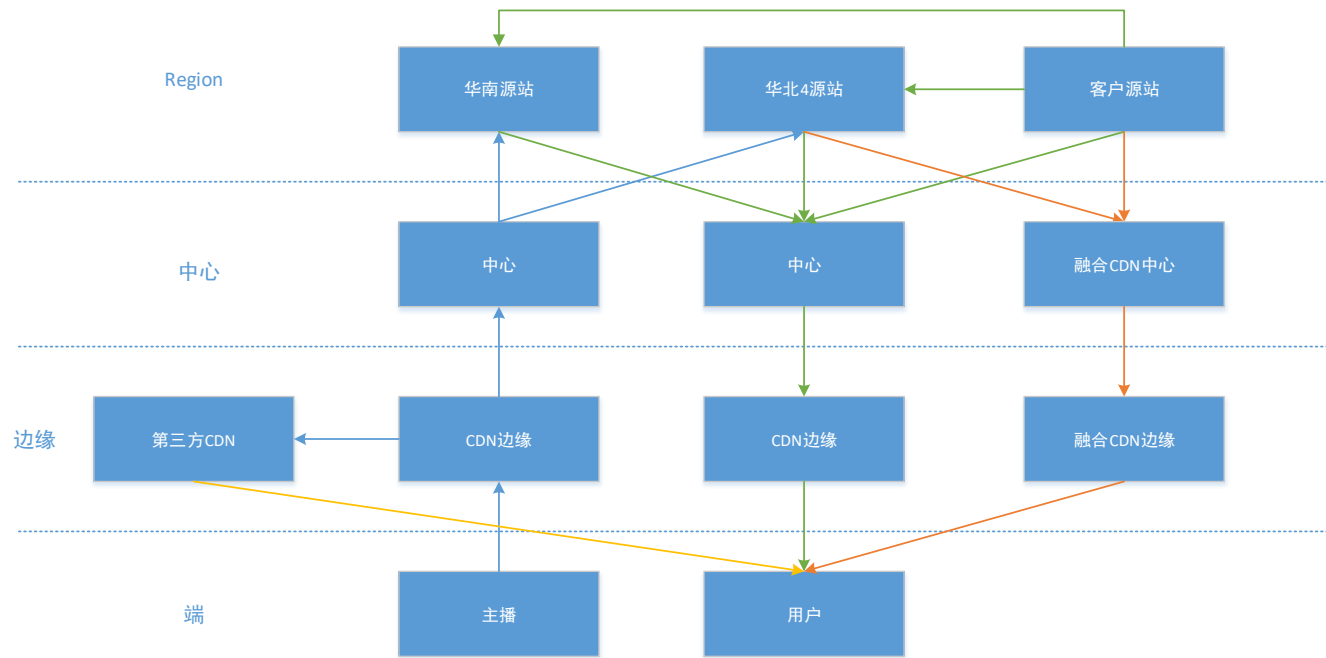 Region
华南源站
华北4源站
客户源站
中心
中心
中心
融合CDN中心
边缘
第三方CDN
CDN边缘
CDN边缘
融合CDN边缘
端
主播
用户